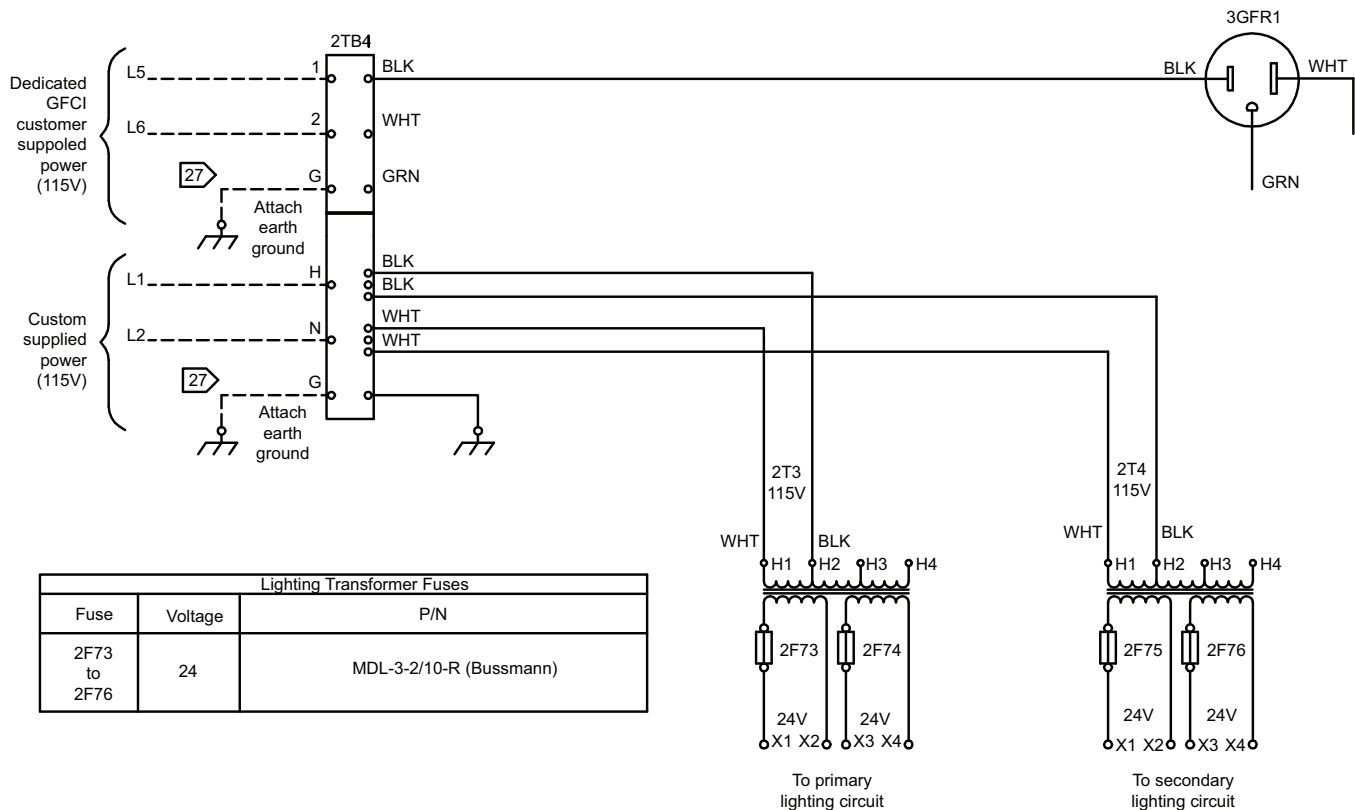 3GFR1
2TB4
Dedicated
GFCI
customer
suppoled
power
(115V)
L5
1
BLK
BLK
WHT
L6
2
WHT
27
G
GRN
GRN
Attach
earth
ground
Custom
supplied
power
(115V)
L1
H
BLK
BLK
L2
N
WHT
WHT
27
G
Attach
earth
ground
2T3
115V
2T4
115V
WHT
BLK
WHT
BLK
H1 H2 H3 H4
H1 H2 H3 H4
2F73
2F74
2F75
2F76
24V
24V
24V
24V
X1 X2 X3 X4
X1 X2 X3 X4
To primary
lighting circuit
To secondary
lighting circuit
Lighting Transformer Fuses
Fuse Voltage P/N
2F73
to
2F76
24
MDL-3-2/10-R (Bussmann)